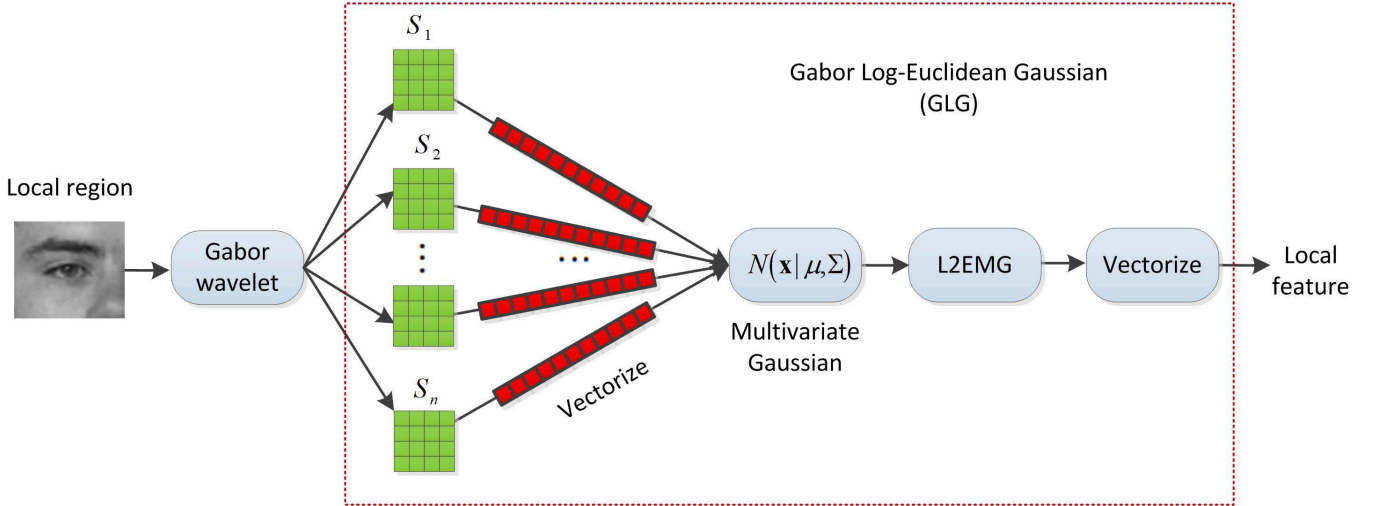 Local region
Gabor
wavelet
S₁
S₂
Sₙ
Vectorize
Gabor Log-Euclidean Gaussian
(GLG)
N(x| μ,Σ)
Multivariate
Gaussian
L2EMG
Vectorize
Local
feature